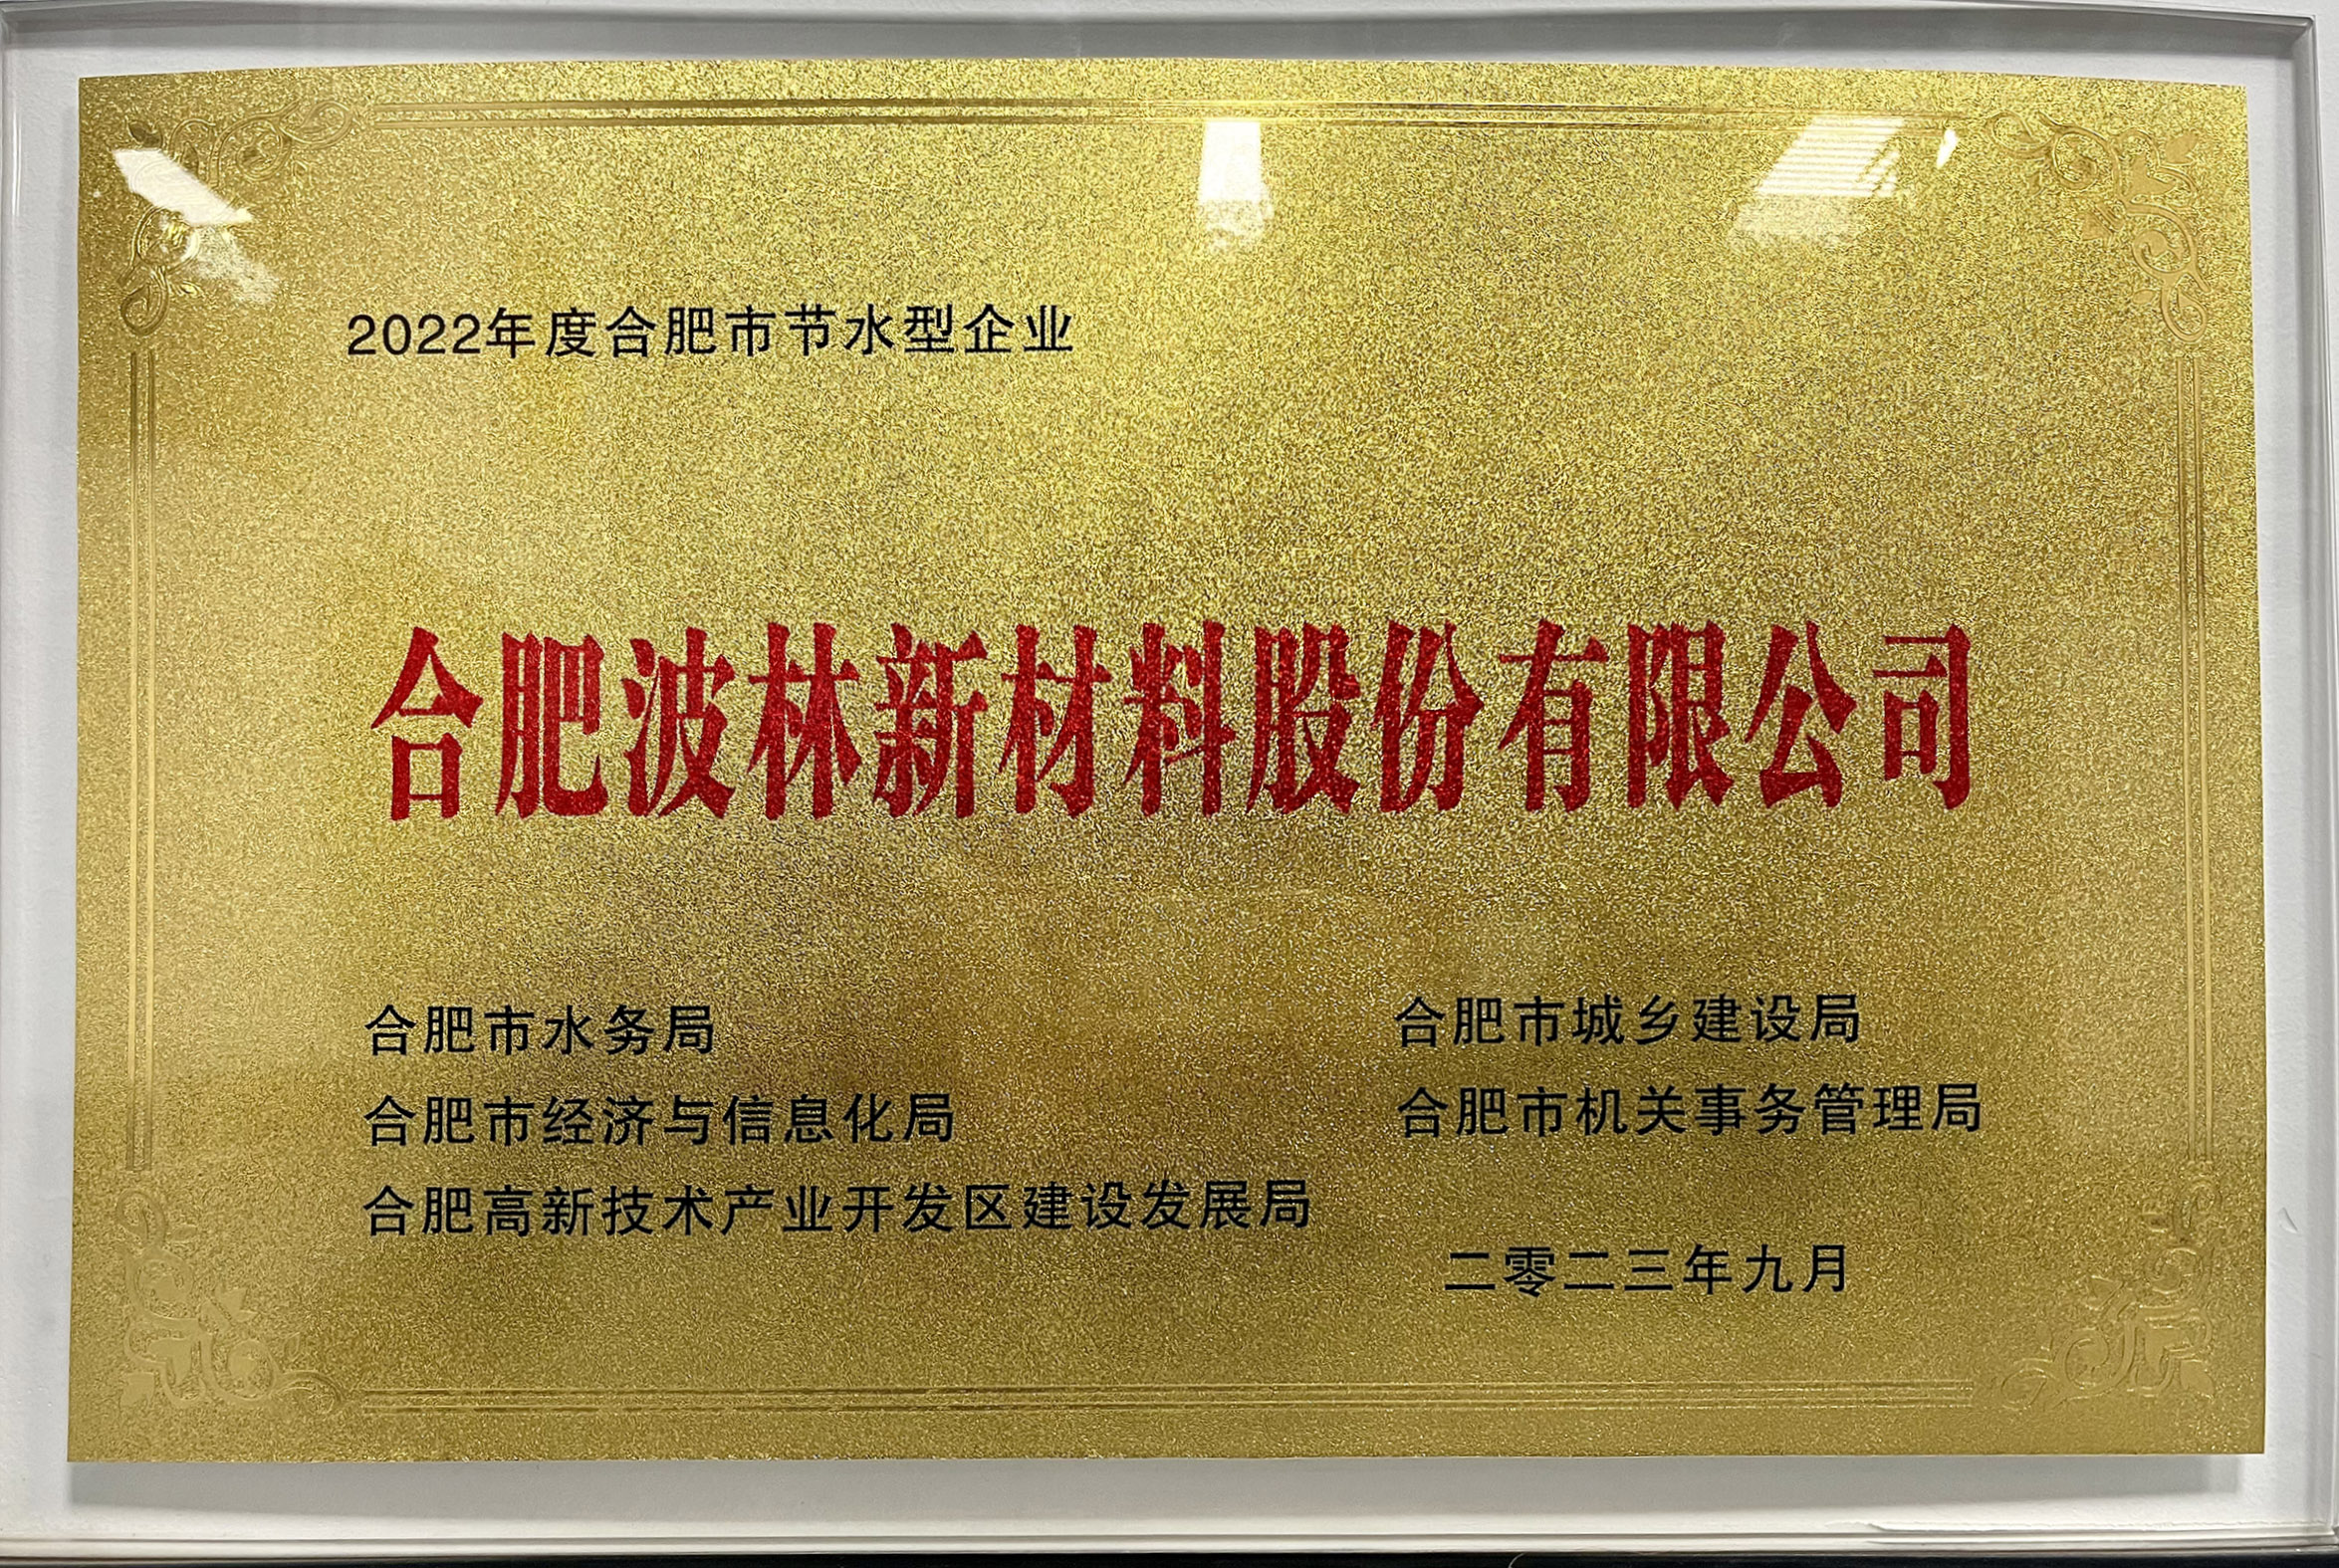 2022年度合肥市节水型企业
合肥波林新材料股份有限公司
合肥市水务局
合肥市城乡建设局
合肥市经济与信息化局
合肥市机关事务管理局
合肥高新技术产业开发区建设发展局
二零二三年九月